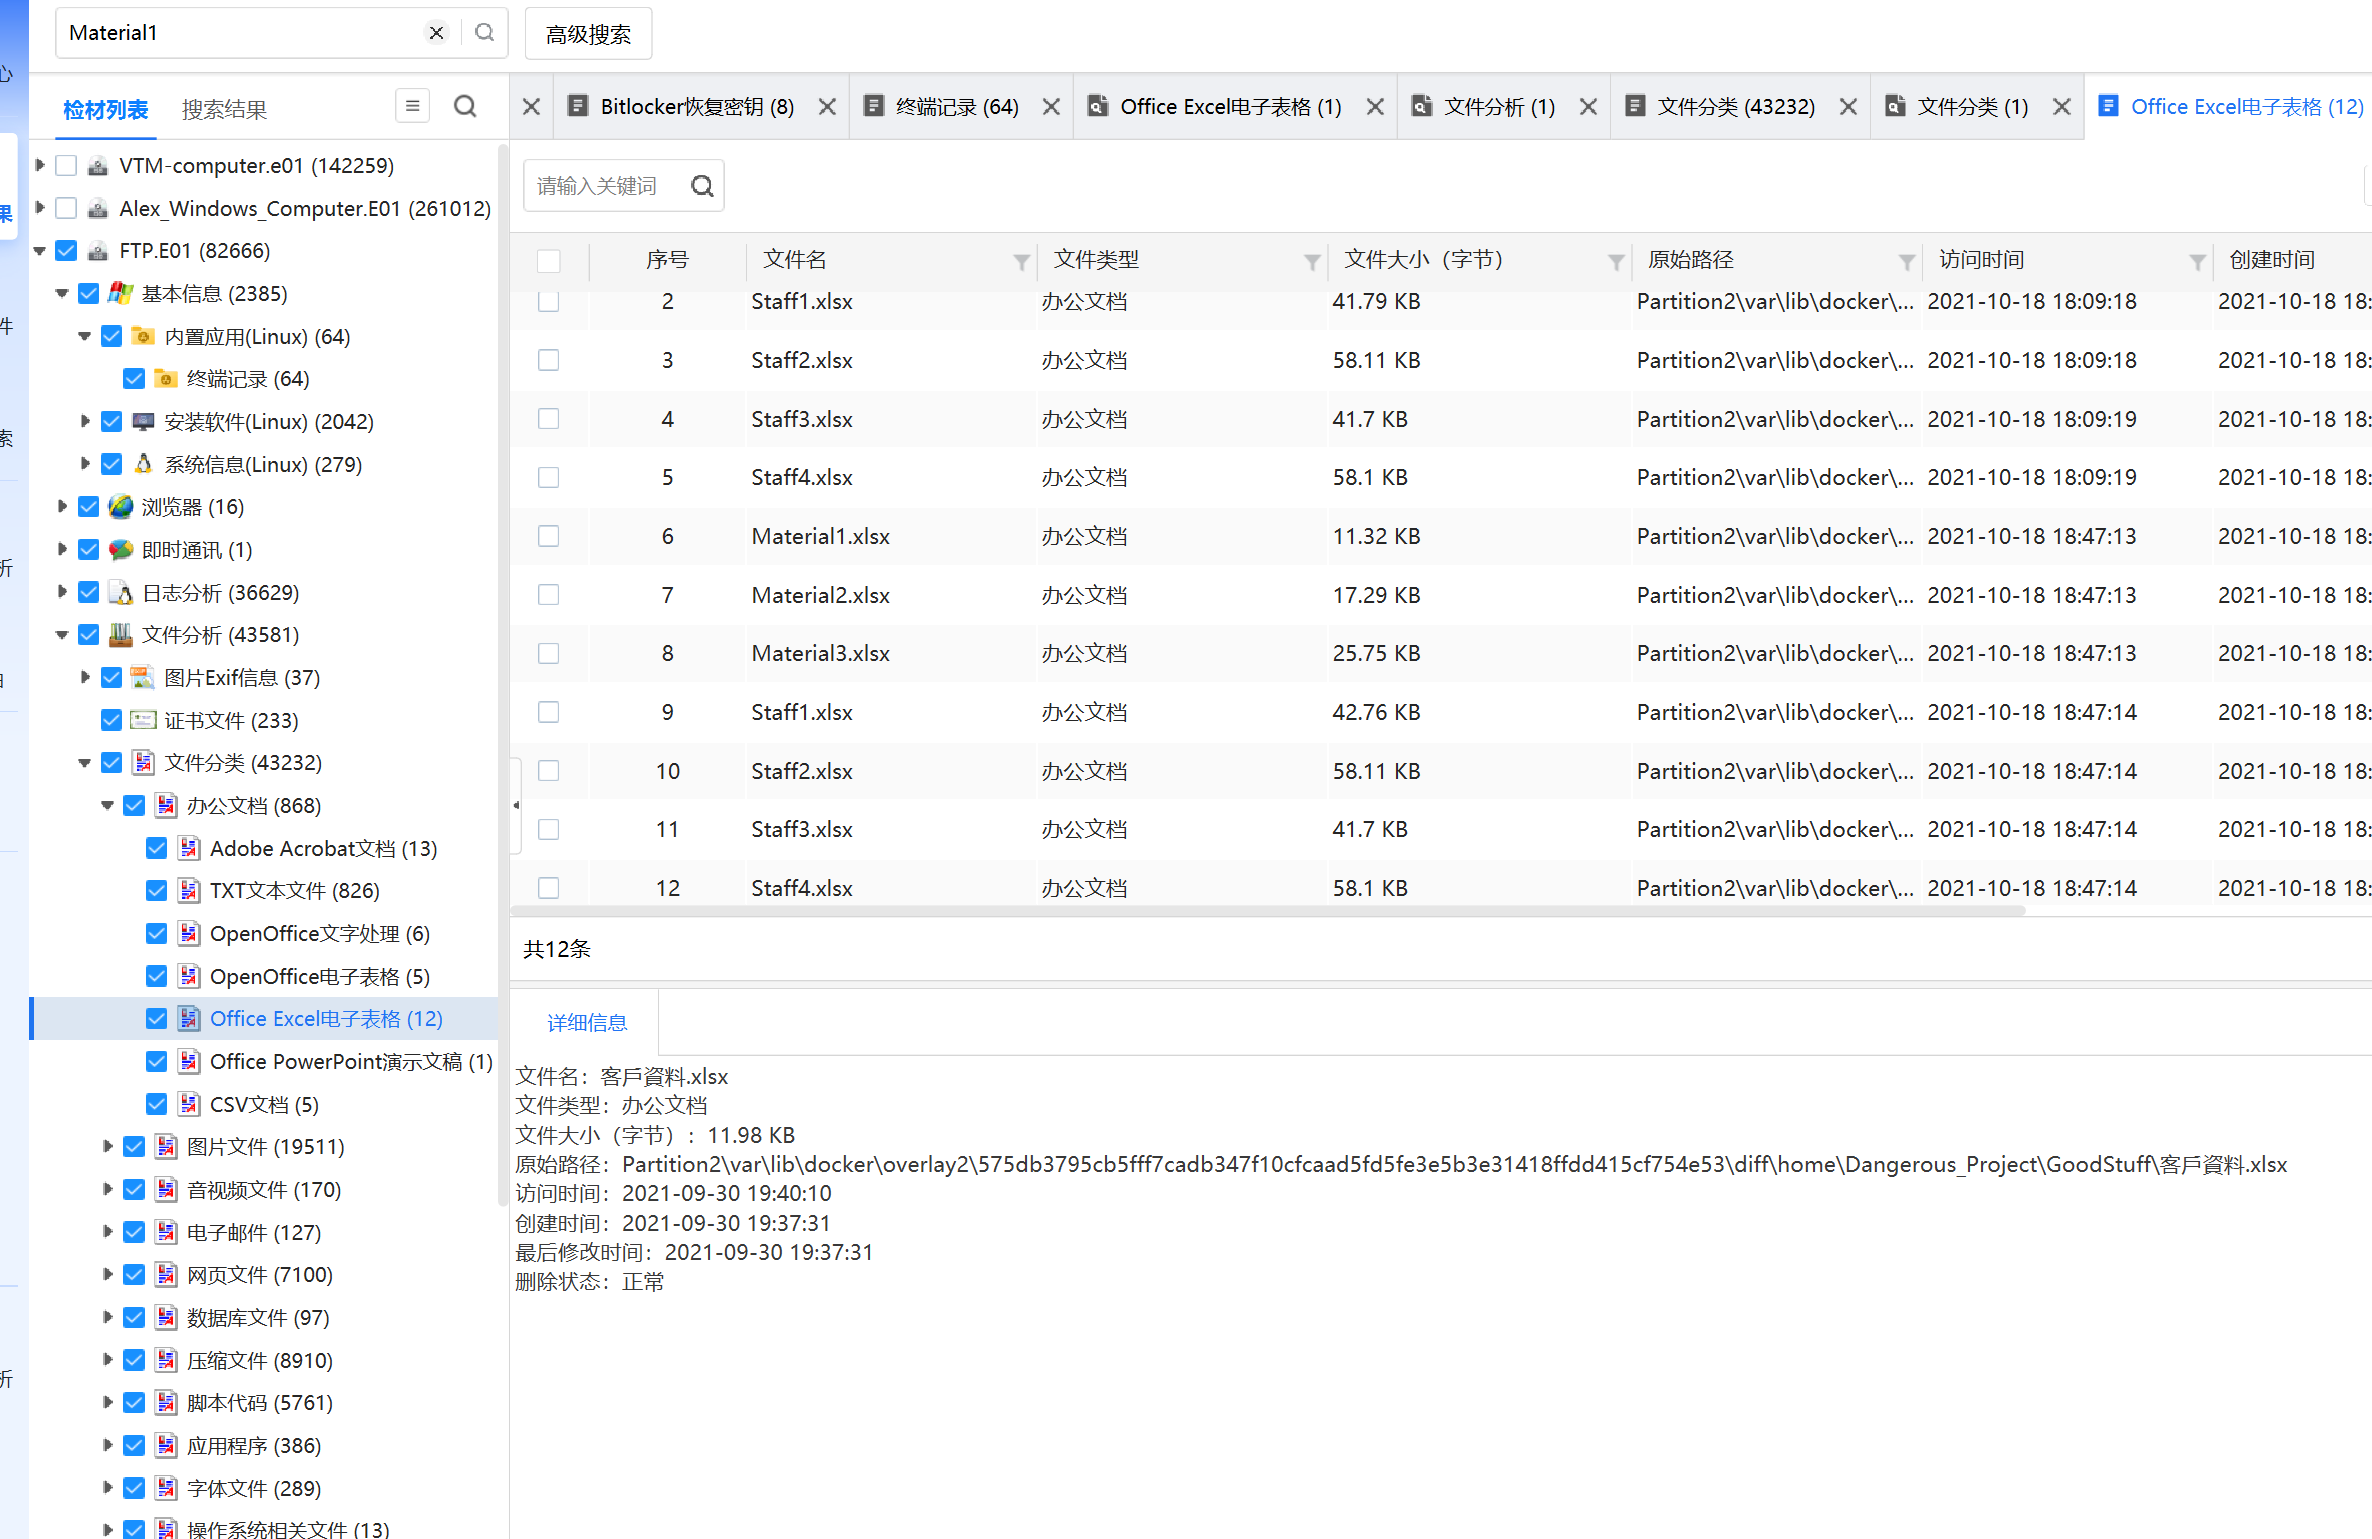 Material1
高级搜索
心
果
件
索
析
析
检材列表
搜索结果
VTM-computer.e01 (142259)
Alex_Windows_Computer.E01 (261012)
FTP.E01 (82666)
基本信息 (2385)
内置应用(Linux) (64)
终端记录 (64)
安装软件(Linux) (2042)
系统信息(Linux) (279)
浏览器 (16)
即时通讯 (1)
日志分析 (36629)
文件分析 (43581)
图片Exif信息 (37)
证书文件 (233)
文件分类 (43232)
办公文档 (868)
Adobe Acrobat文档 (13)
TXT文本文件 (826)
OpenOffice文字处理 (6)
OpenOffice电子表格 (5)
Office Excel电子表格 (12)
Office PowerPoint演示文稿 (1)
CSV文档 (5)
图片文件 (19511)
音视频文件 (170)
电子邮件 (127)
网页文件 (7100)
数据库文件 (97)
压缩文件 (8910)
脚本代码 (5761)
应用程序 (386)
字体文件 (289)
操作系统相关文件 (13)
Bitlocker恢复密钥 (8) 终端记录 (64) Office Excel电子表格 (1) 文件分析 (1) 文件分类 (43232) 文件分类 (1) Office Excel电子表格 (12)
请输入关键词
序号 文件名 文件类型 文件大小（字节） 原始路径 访问时间 创建时间
2 Staff1.xlsx 办公文档 41.79 KB Partition2\var\lib\docker\... 2021-10-18 18:09:18 2021-10-18 18:
3 Staff2.xlsx 办公文档 58.11 KB Partition2\var\lib\docker\... 2021-10-18 18:09:18 2021-10-18 18:
4 Staff3.xlsx 办公文档 41.7 KB Partition2\var\lib\docker\... 2021-10-18 18:09:19 2021-10-18 18:
5 Staff4.xlsx 办公文档 58.1 KB Partition2\var\lib\docker\... 2021-10-18 18:09:19 2021-10-18 18:
6 Material1.xlsx 办公文档 11.32 KB Partition2\var\lib\docker\... 2021-10-18 18:47:13 2021-10-18 18:
7 Material2.xlsx 办公文档 17.29 KB Partition2\var\lib\docker\... 2021-10-18 18:47:13 2021-10-18 18:
8 Material3.xlsx 办公文档 25.75 KB Partition2\var\lib\docker\... 2021-10-18 18:47:13 2021-10-18 18:
9 Staff1.xlsx 办公文档 42.76 KB Partition2\var\lib\docker\... 2021-10-18 18:47:14 2021-10-18 18:
10 Staff2.xlsx 办公文档 58.11 KB Partition2\var\lib\docker\... 2021-10-18 18:47:14 2021-10-18 18:
11 Staff3.xlsx 办公文档 41.7 KB Partition2\var\lib\docker\... 2021-10-18 18:47:14 2021-10-18 18:
12 Staff4.xlsx 办公文档 58.1 KB Partition2\var\lib\docker\... 2021-10-18 18:47:14 2021-10-18 18:
共12条
详细信息
文件名：客戶資料.xlsx
文件类型：办公文档
文件大小（字节）：11.98 KB
原始路径：Partition2\var\lib\docker\overlay2\575db3795cb5fff7cadb347f10cfcaad5fd5fe3e5b3e31418ffdd415cf754e53\diff\home\Dangerous_Project\GoodStuff\客戶資料.xlsx
访问时间：2021-09-30 19:40:10
创建时间：2021-09-30 19:37:31
最后修改时间：2021-09-30 19:37:31
删除状态：正常